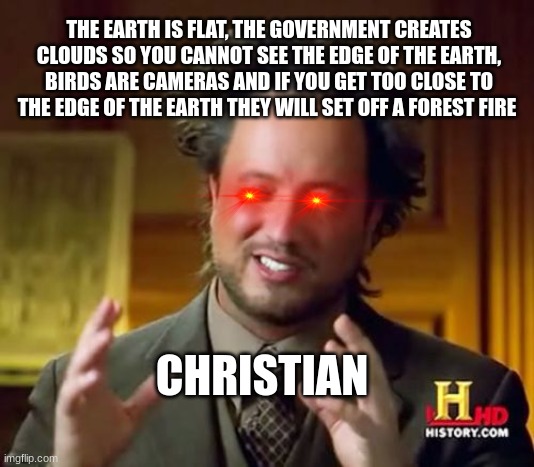 THE EARTH IS FLAT, THE GOVERNMENT CREATES
CLOUDS SO YOU CANNOT SEE THE EDGE OF THE EARTH,
BIRDS ARE CAMERAS AND IF YOU GET TOO CLOSE TO
THE EDGE OF THE EARTH THEY WILL SET OFF A FOREST FIRE
CHRISTIAN
H HD
HISTORY.COM
imgflip.com